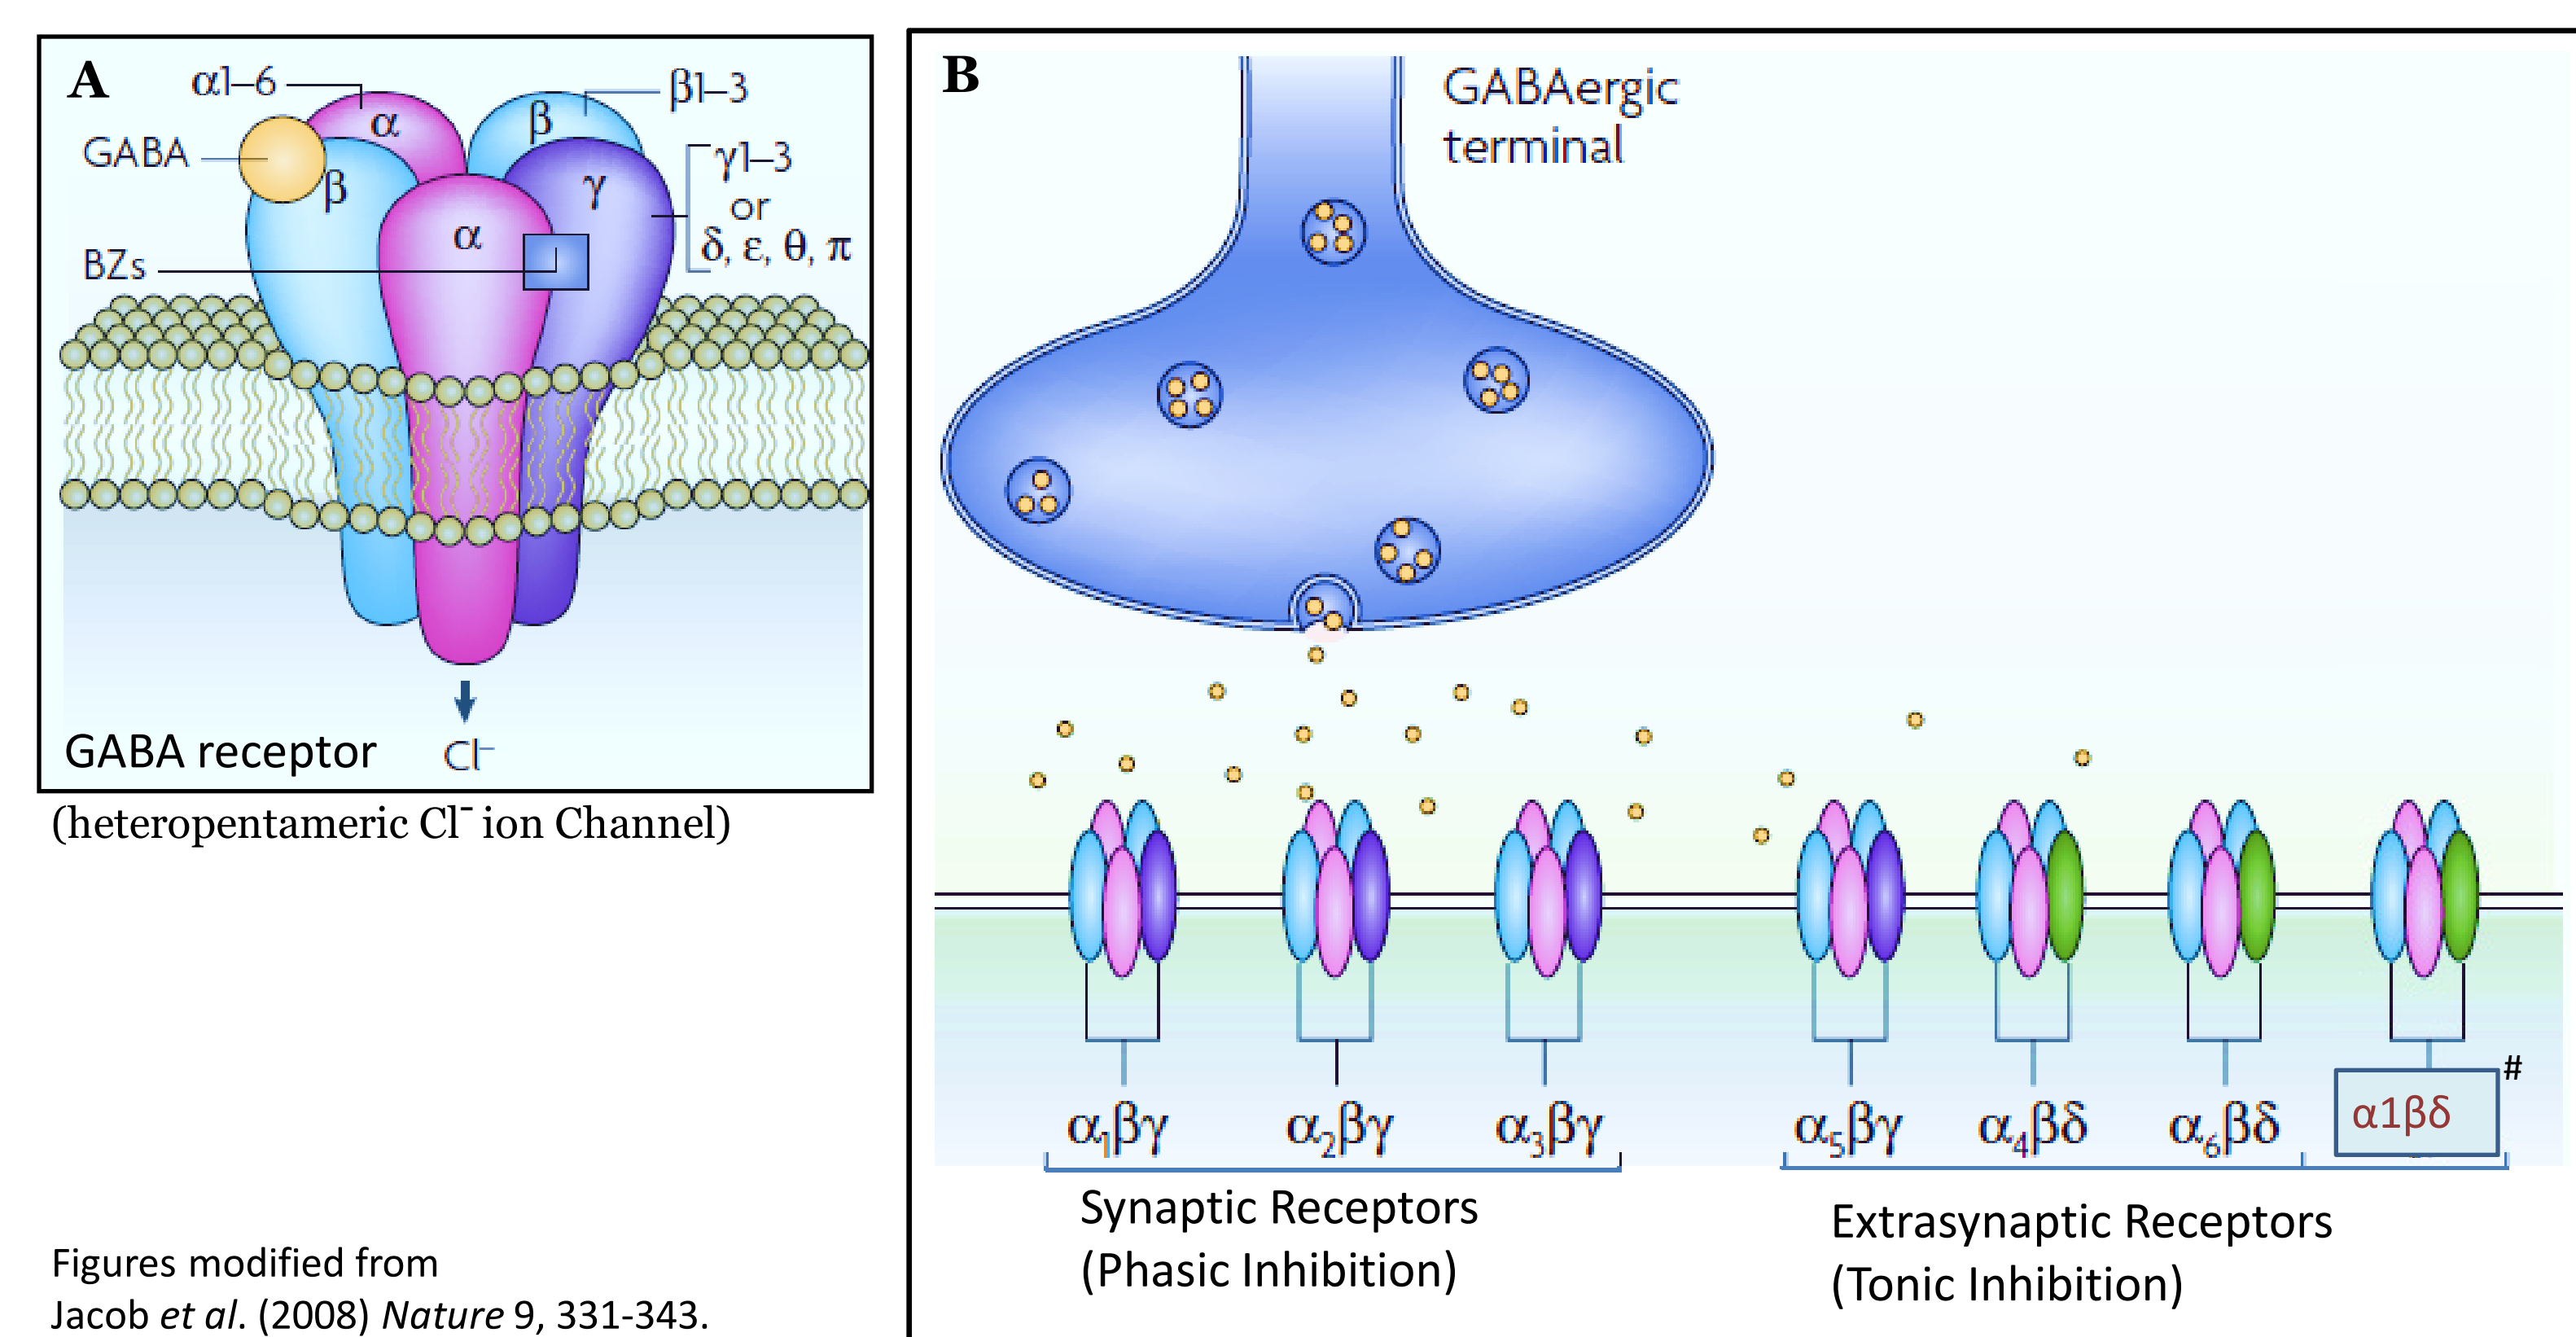 A
α1–6
β1–3
α
β
GABA
β
γ
γ1–3
or
δ, ε, θ, π
α
BZs
GABA receptor
Cl⁻
(heteropentameric Cl⁻ ion Channel)
Figures modified from
Jacob et al. (2008) Nature 9, 331-343.
B
GABAergic
terminal
α₁βγ
α₂βγ
α₃βγ
α₅βγ
α₄βδ
α₆βδ
α1βδ
#
Synaptic Receptors
(Phasic Inhibition)
Extrasynaptic Receptors
(Tonic Inhibition)